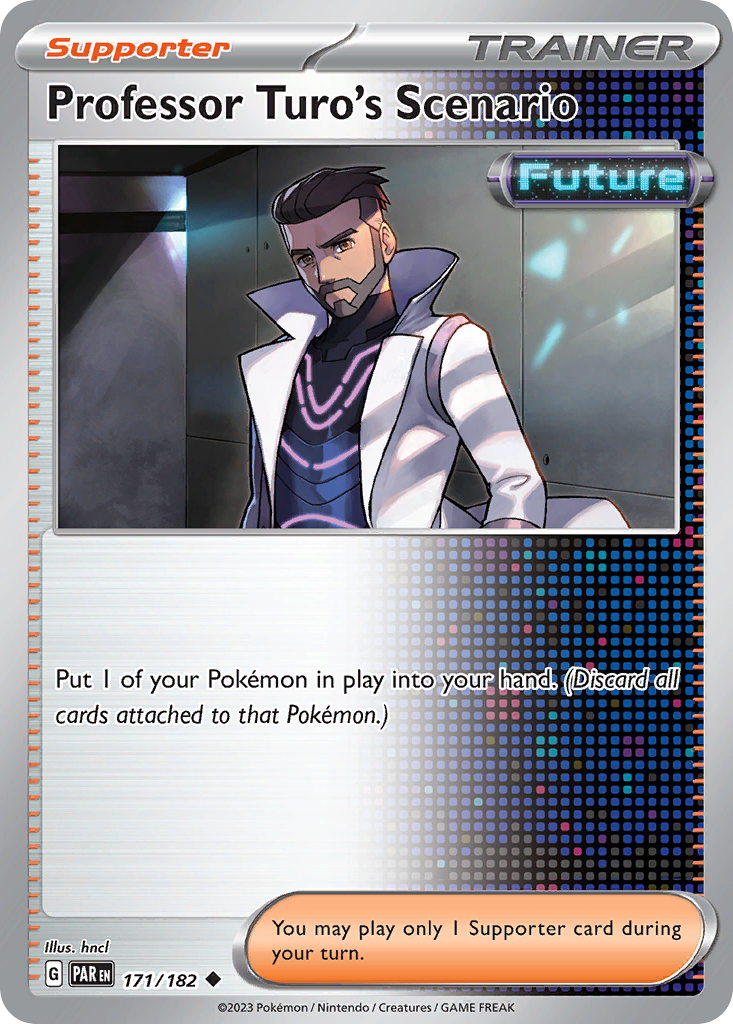 Supporter
TRAINER
Professor Turo's Scenario
Future
Put 1 of your Pokémon in play into your hand. (Discard all
cards attached to that Pokémon.)
You may play only 1 Supporter card during
your turn.
Illus. hncl
G PAR EN 171/182
©2023 Pokémon / Nintendo / Creatures / GAME FREAK